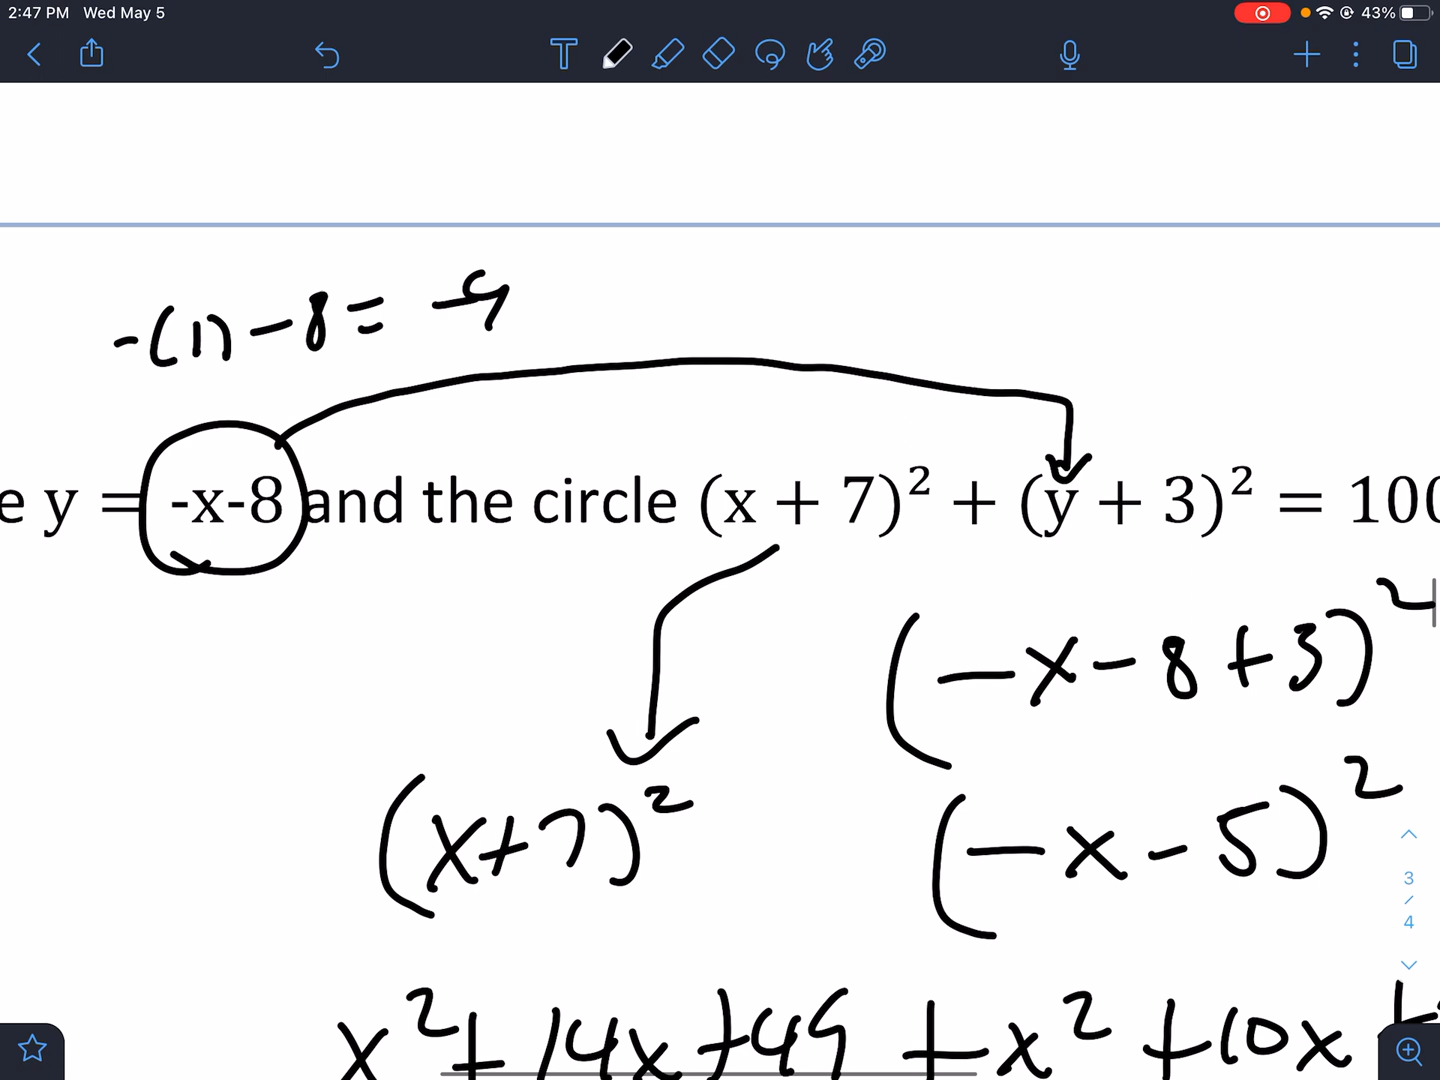 2:47 PM Wed May 5
43%
-(1) - 8 = -9
e y = -x-8 and the circle (x + 7)² + (y + 3)² = 100
(-x - 8 + 3)²
(x+7)²
(-x - 5)²
3
/
4
x² + 14x + 49 + x² + 10x +